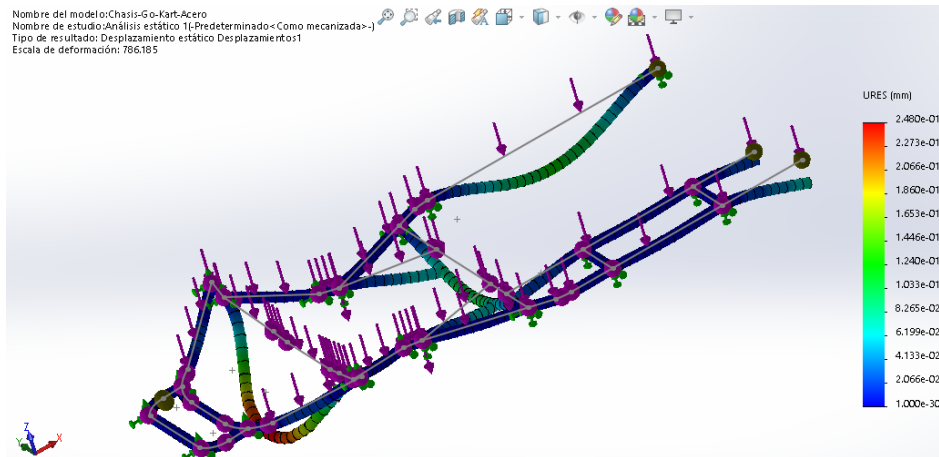 Nombre del modelo:Chasis-Go-Kart-Acero
Nombre de estudio:Análisis estático 1(-Predeterminado<Como mecanizada>-)
Tipo de resultado: Desplazamiento estático Desplazamientos1
Escala de deformación: 786.185
URES (mm)
2.480e-01
2.273e-01
2.066e-01
1.860e-01
1.653e-01
1.446e-01
1.240e-01
1.033e-01
8.265e-02
6.199e-02
4.133e-02
2.066e-02
1.000e-30
Z
Y
X